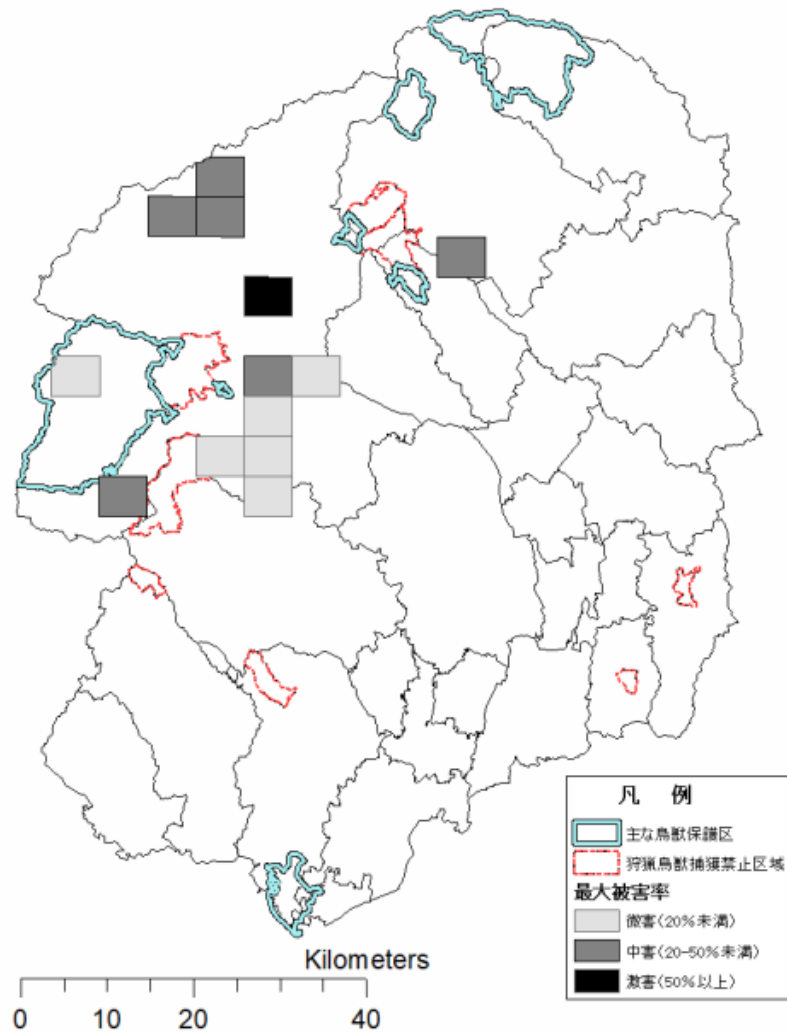 凡 例
主な鳥獣保護区
狩猟鳥獣捕獲禁止区域
最大被害率
微害(20%未満)
中害(20-50%未満)
激害(50%以上)
Kilometers
0 10 20 40